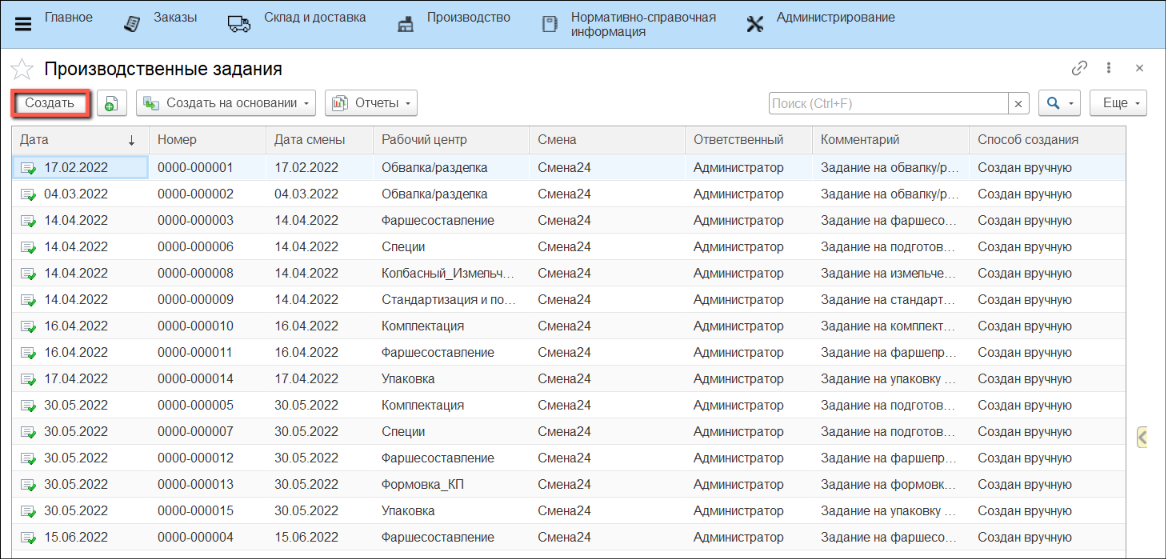 Главное Заказы Склад и доставка Производство Нормативно-справочная информация Администрирование
Производственные задания
Создать Создать на основании Отчеты Поиск (Ctrl+F) × Еще
Дата ↓ Номер Дата смены Рабочий центр Смена Ответственный Комментарий Способ создания
17.02.2022 0000-000001 17.02.2022 Обвалка/разделка Смена24 Администратор Задание на обвалку/р... Создан вручную
04.03.2022 0000-000002 04.03.2022 Обвалка/разделка Смена24 Администратор Задание на обвалку/р... Создан вручную
14.04.2022 0000-000003 14.04.2022 Фаршесоставление Смена24 Администратор Задание на фаршесо... Создан вручную
14.04.2022 0000-000006 14.04.2022 Специи Смена24 Администратор Задание на подготов... Создан вручную
14.04.2022 0000-000008 14.04.2022 Колбасный_Измельч... Смена24 Администратор Задание на измельче... Создан вручную
14.04.2022 0000-000009 14.04.2022 Стандартизация и по... Смена24 Администратор Задание на стандарт... Создан вручную
16.04.2022 0000-000010 16.04.2022 Комплектация Смена24 Администратор Задание на комплект... Создан вручную
16.04.2022 0000-000011 16.04.2022 Фаршесоставление Смена24 Администратор Задание на фаршепр... Создан вручную
17.04.2022 0000-000014 17.04.2022 Упаковка Смена24 Администратор Задание на упаковку ... Создан вручную
30.05.2022 0000-000005 30.05.2022 Комплектация Смена24 Администратор Задание на подготов... Создан вручную
30.05.2022 0000-000007 30.05.2022 Специи Смена24 Администратор Задание на подготов... Создан вручную
30.05.2022 0000-000012 30.05.2022 Фаршесоставление Смена24 Администратор Задание на фаршепр... Создан вручную
30.05.2022 0000-000013 30.05.2022 Формовка_КП Смена24 Администратор Задание на формовк... Создан вручную
30.05.2022 0000-000015 30.05.2022 Упаковка Смена24 Администратор Задание на упаковку ... Создан вручную
15.06.2022 0000-000004 15.06.2022 Фаршесоставление Смена24 Администратор Задание на фаршесо... Создан вручную